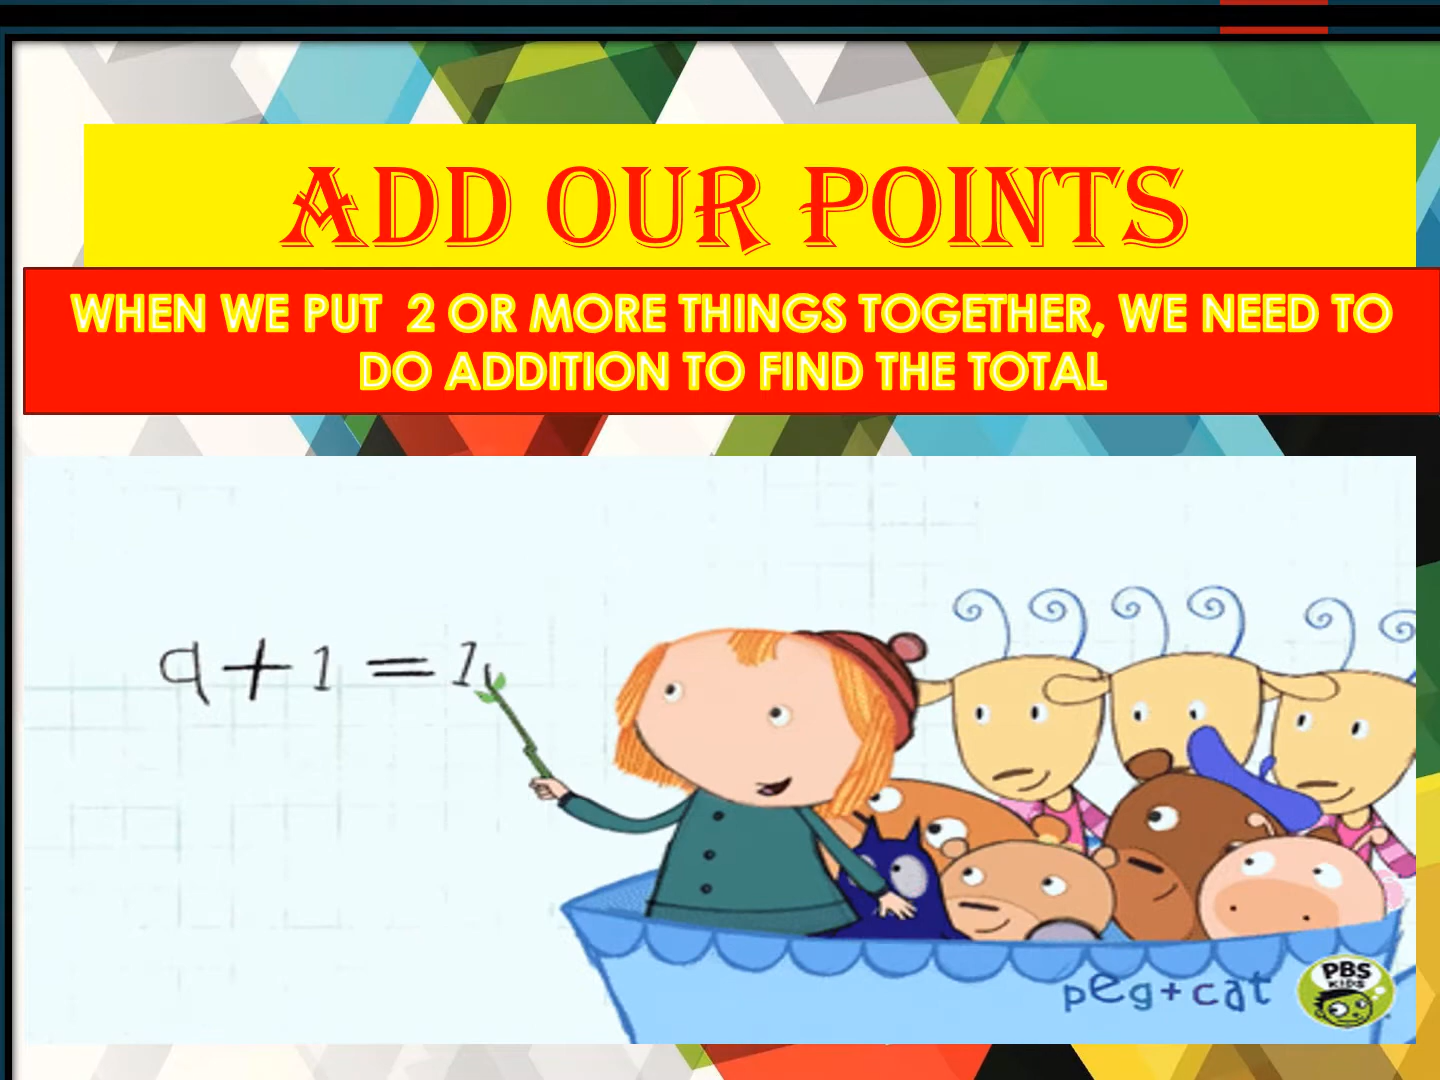 ADD OUR POINTS
WHEN WE PUT 2 OR MORE THINGS TOGETHER, WE NEED TO
DO ADDITION TO FIND THE TOTAL
9+1=1
peg+cat
PBS
KIDS